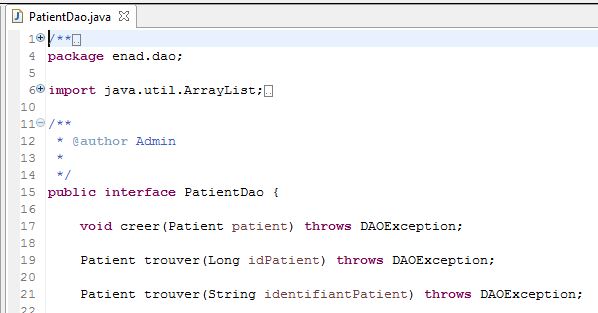 PatientDao.java
1 /**
4 package enad.dao;
5
6 import java.util.ArrayList;
10
11 /**
12 * @author Admin
13 *
14 */
15 public interface PatientDao {
16
17 void creer(Patient patient) throws DAOException;
18
19 Patient trouver(Long idPatient) throws DAOException;
20
21 Patient trouver(String identifiantPatient) throws DAOException;
22